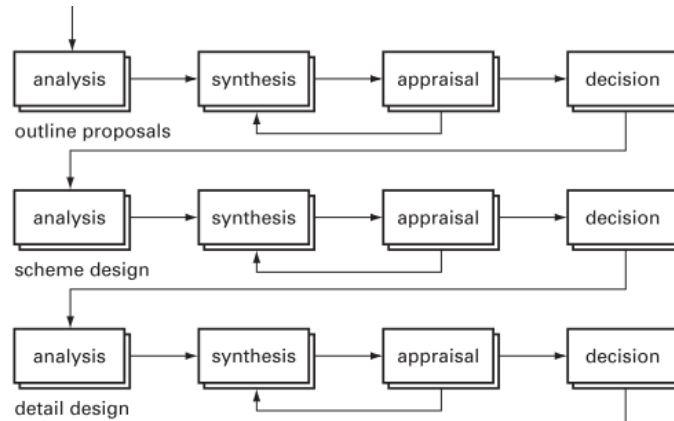 analysis synthesis appraisal decision
outline proposals
analysis synthesis appraisal decision
scheme design
analysis synthesis appraisal decision
detail design